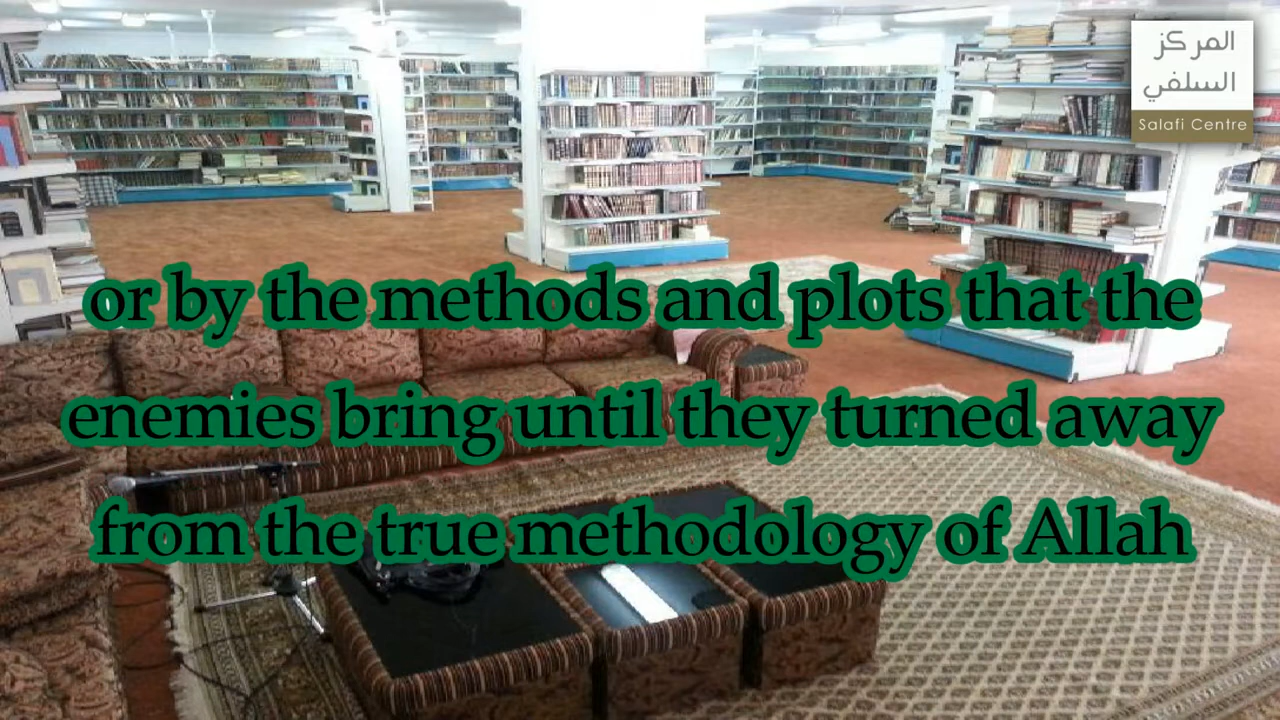 المركز
السلفي
Salafi Centre
or by the methods and plots that the
enemies bring until they turned away
from the true methodology of Allah